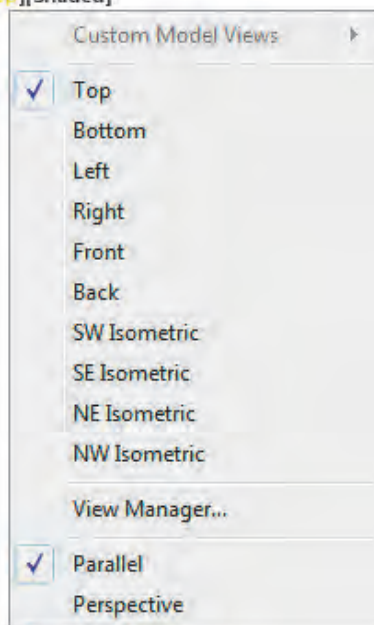 Custom Model Views
Top
Bottom
Left
Right
Front
Back
SW Isometric
SE Isometric
NE Isometric
NW Isometric
View Manager...
Parallel
Perspective